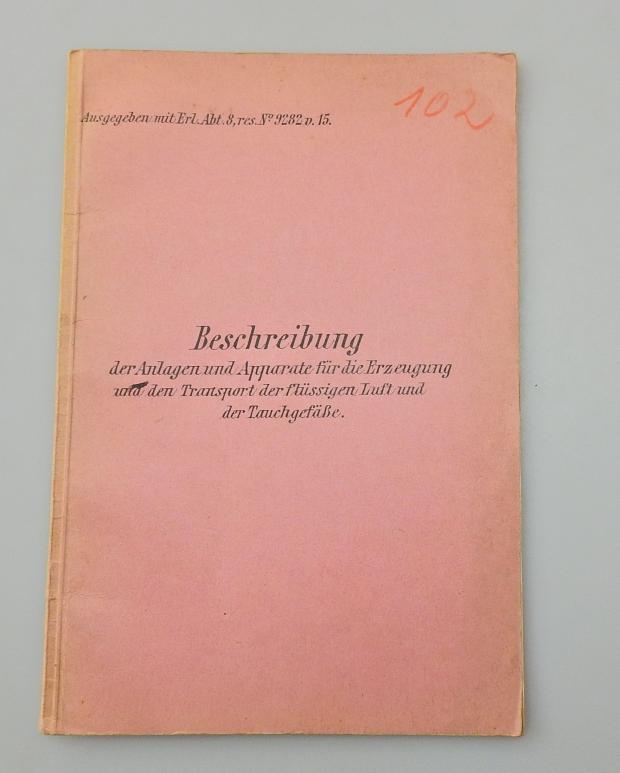 Ausgegeben mit Erl. Abt. 8, res. Nº 9282 v. 15.
102
Beschreibung
der Anlagen und Apparate für die Erzeugung
und den Transport der flüssigen Luft und
der Tauchgefäße.